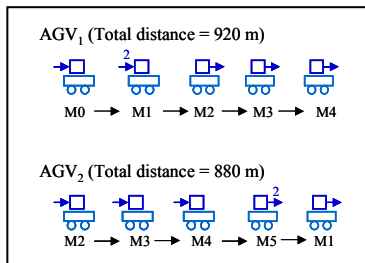 AGV1 (Total distance = 920 m)
2
M0 → M1 → M2 → M3 → M4
AGV2 (Total distance = 880 m)
2
M2 → M3 → M4 → M5 → M1